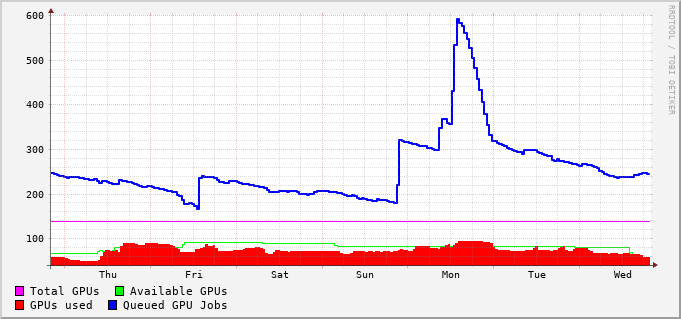 600
500
400
300
200
100
Thu Fri Sat Sun Mon Tue Wed
Total GPUs Available GPUs
GPUs used Queued GPU Jobs
RRDTOOL / TOBI OETIKER